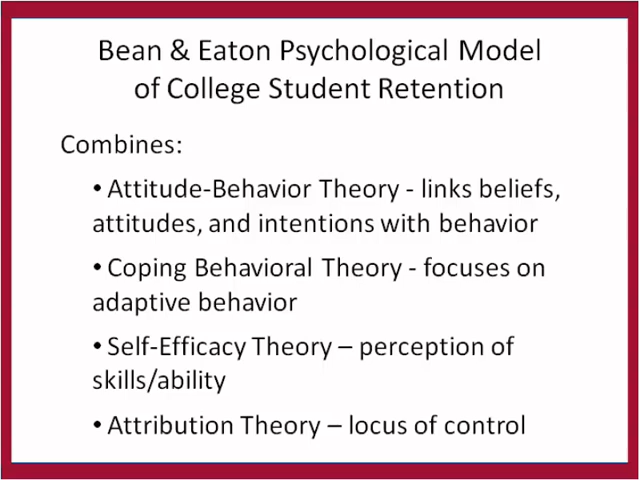 Bean & Eaton Psychological Model
of College Student Retention
Combines:
• Attitude-Behavior Theory - links beliefs,
attitudes, and intentions with behavior
• Coping Behavioral Theory - focuses on
adaptive behavior
• Self-Efficacy Theory – perception of
skills/ability
• Attribution Theory – locus of control